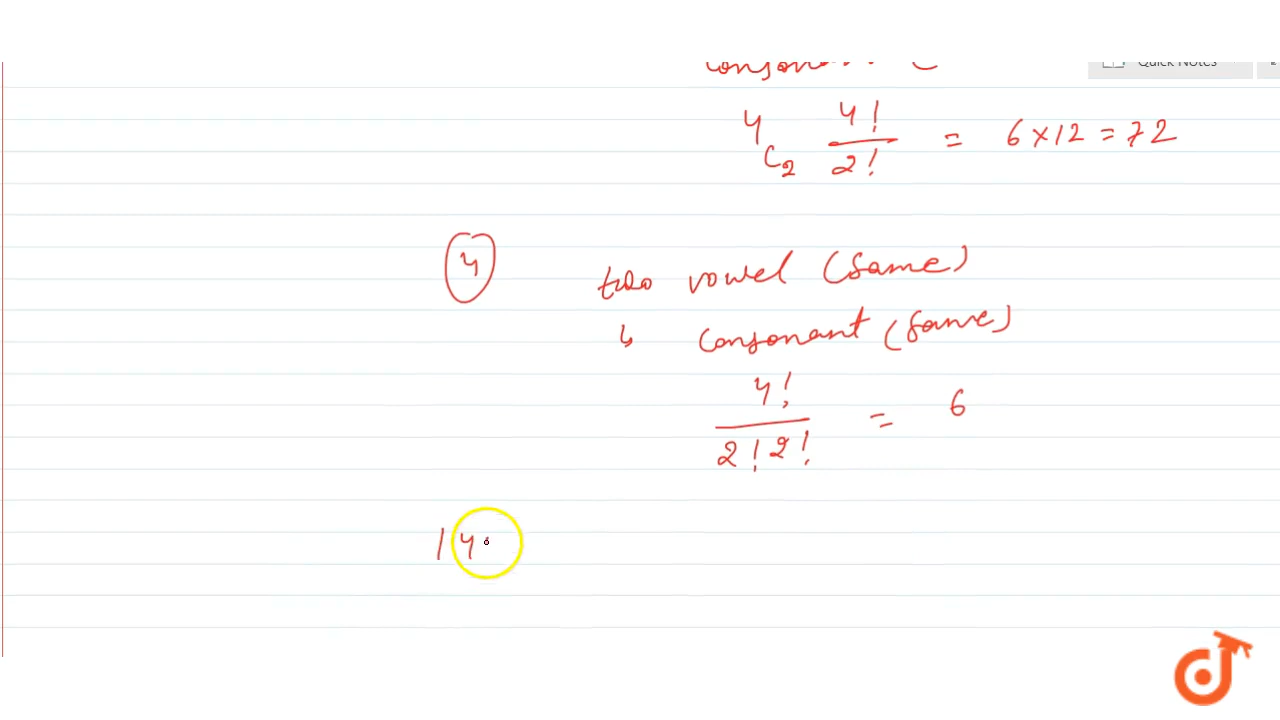 consonant (
Quick Notes
4C2 4!/2! = 6×12=72
4
two vowel (same)
" consonant (same)
4!/2!2! = 6
14